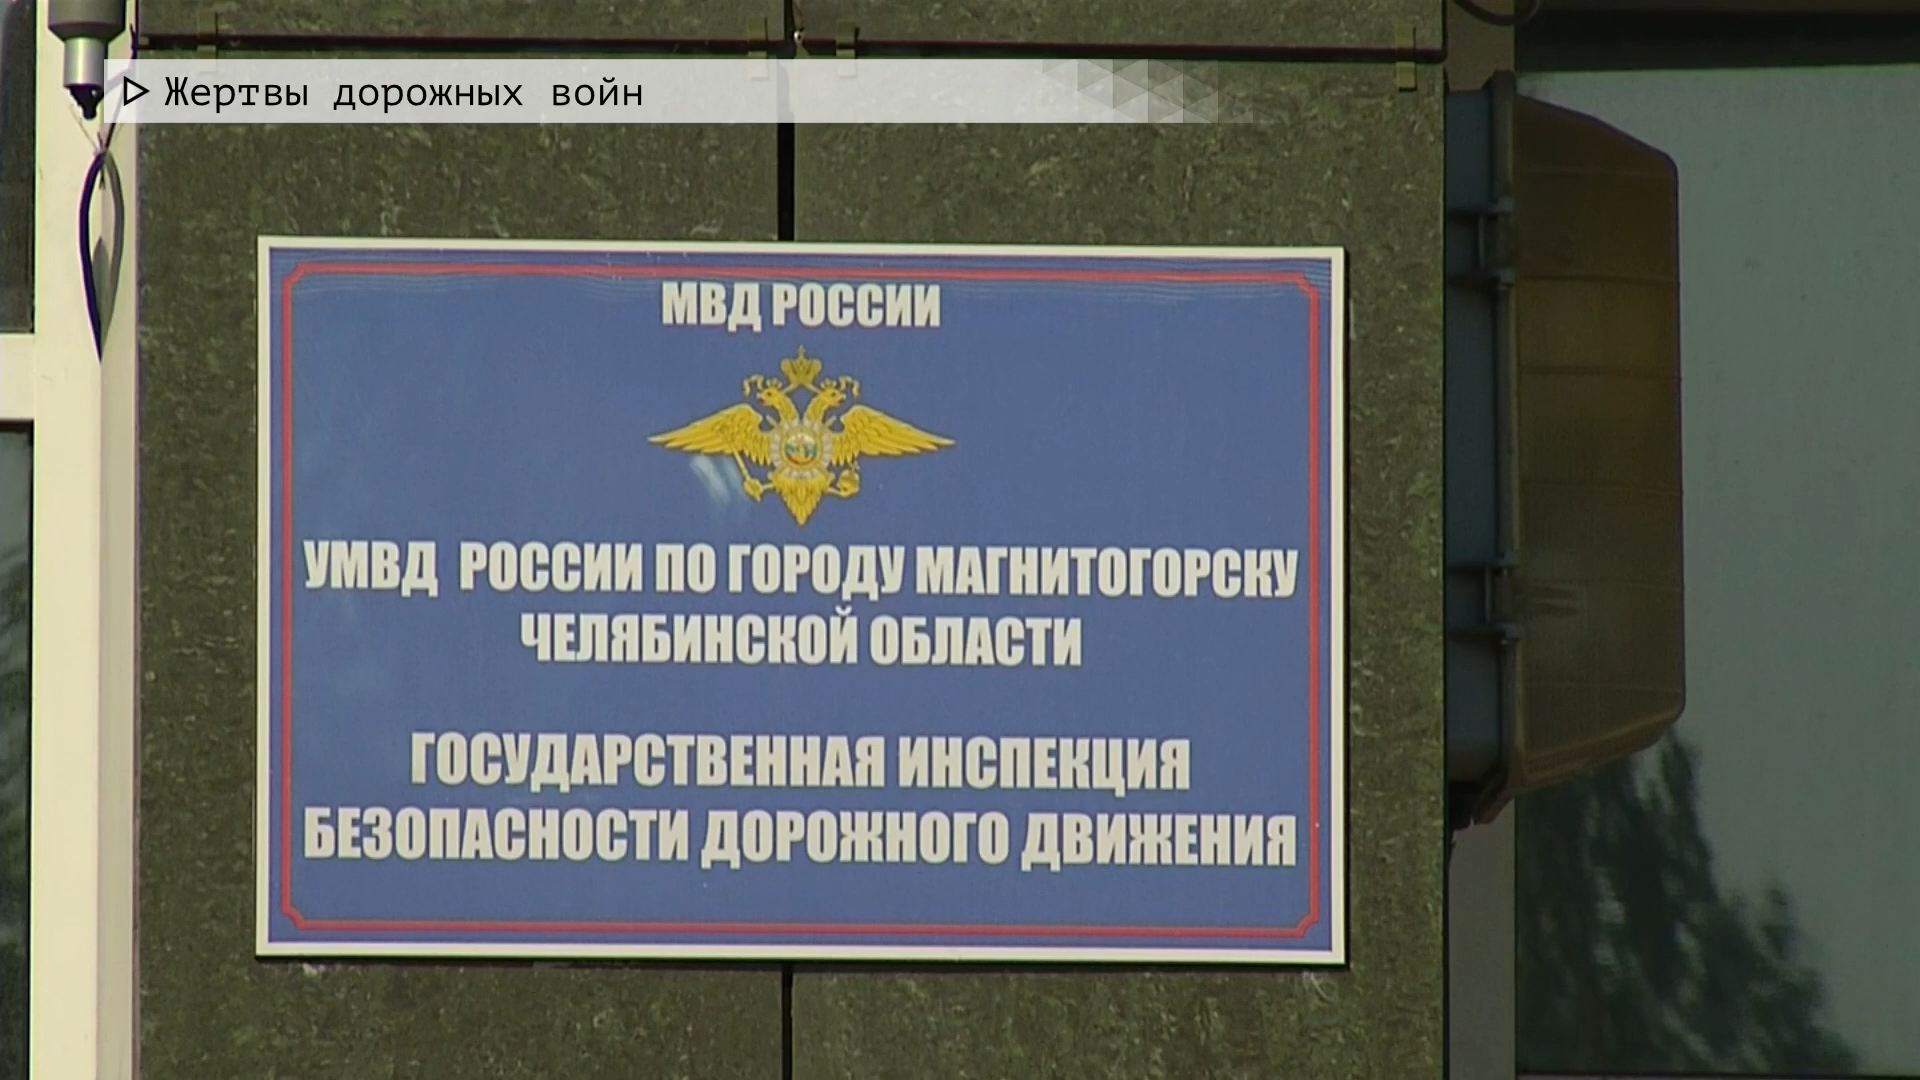 Жертвы дорожных войн
МВД РОССИИ
УМВД РОССИИ ПО ГОРОДУ МАГНИТОГОРСКУ
ЧЕЛЯБИНСКОЙ ОБЛАСТИ
ГОСУДАРСТВЕННАЯ ИНСПЕКЦИЯ
БЕЗОПАСНОСТИ ДОРОЖНОГО ДВИЖЕНИЯ